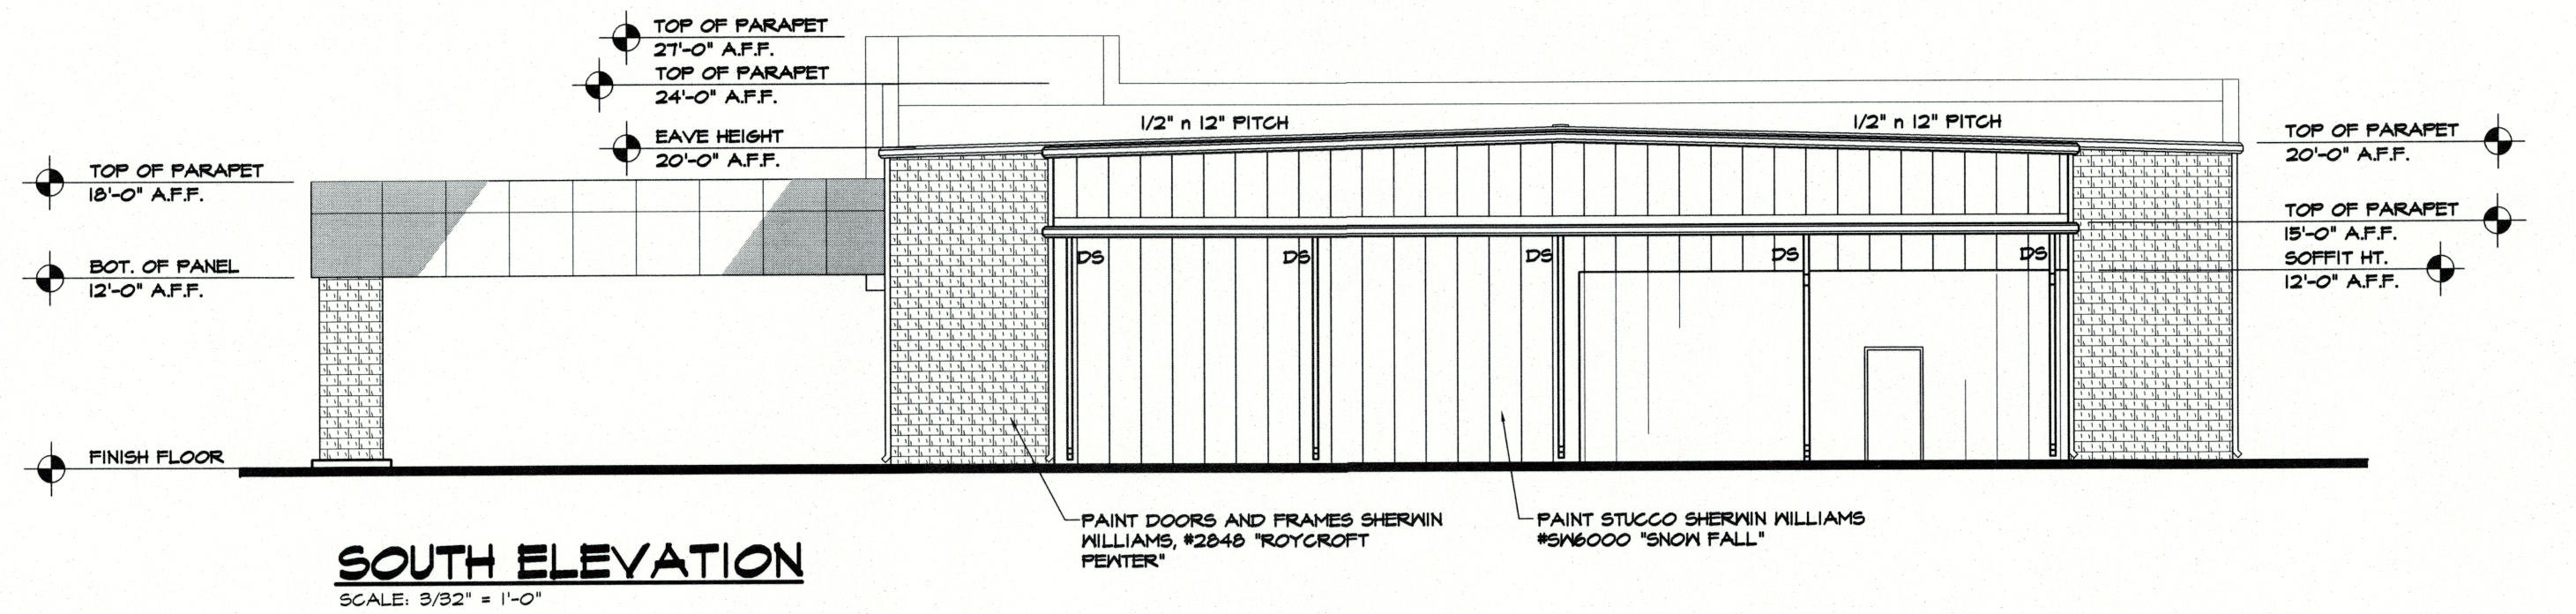 TOP OF PARAPET
27'-0" A.F.F.
TOP OF PARAPET
24'-0" A.F.F.
EAVE HEIGHT
20'-0" A.F.F.
TOP OF PARAPET
18'-0" A.F.F.
BOT. OF PANEL
12'-0" A.F.F.
FINISH FLOOR
1/2" n 12" PITCH
1/2" n 12" PITCH
TOP OF PARAPET
20'-0" A.F.F.
TOP OF PARAPET
15'-0" A.F.F.
SOFFIT HT.
12'-0" A.F.F.
DS
DS
DS
DS
DS
PAINT DOORS AND FRAMES SHERWIN
WILLIAMS, #2848 "ROYCROFT
PEWTER"
PAINT STUCCO SHERWIN WILLIAMS
#SW6000 "SNOW FALL"
SOUTH ELEVATION
SCALE: 3/32" = 1'-0"